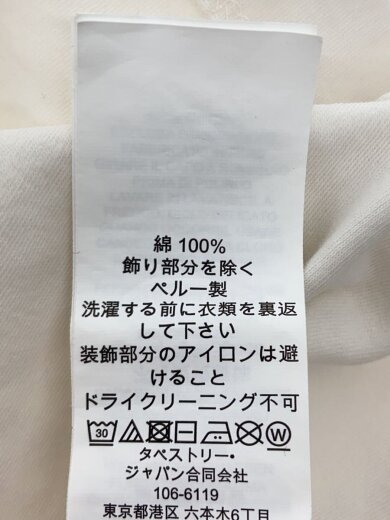 綿 100%
飾り部分を除く
ペルー製
洗濯する前に衣類を裏返
して下さい
装飾部分のアイロンは避
けること
ドライクリーニング不可
30 W
タペストリー・
ジャパン合同会社
106-6119
東京都港区 六本木6丁目